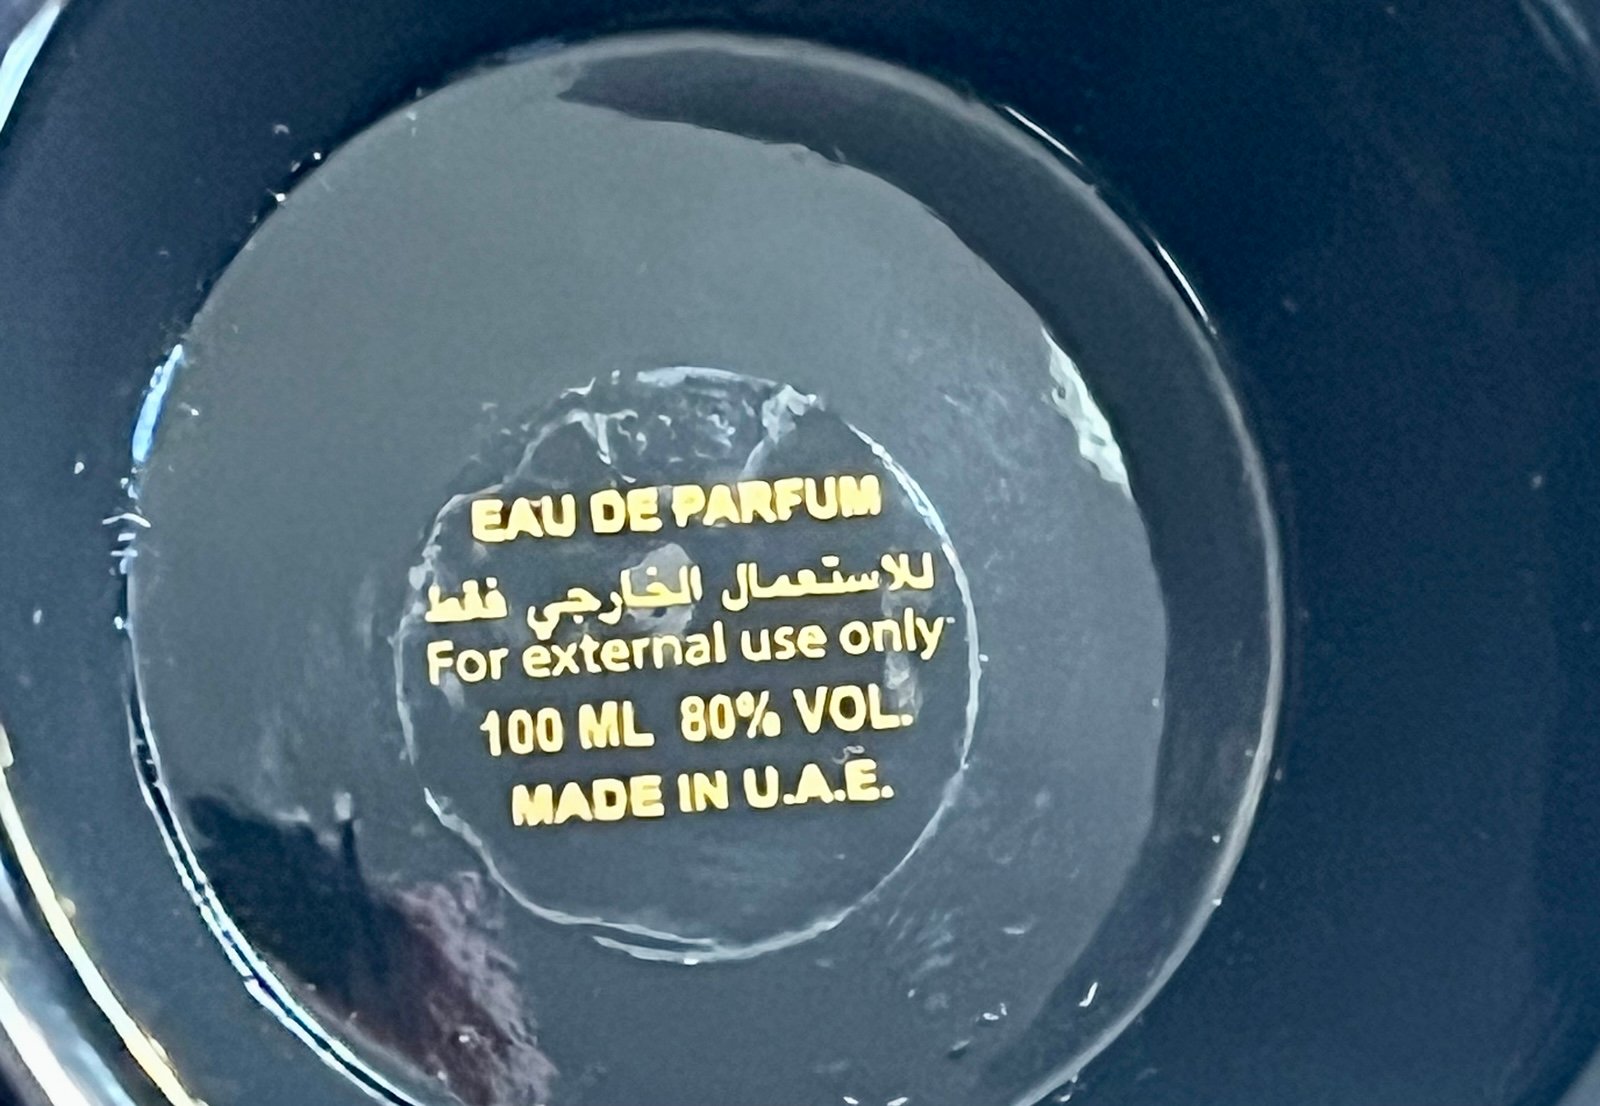 EAU DE PARFUM
للاستعمال الخارجي فقط
For external use only
100 ML 80% VOL.
MADE IN U.A.E.